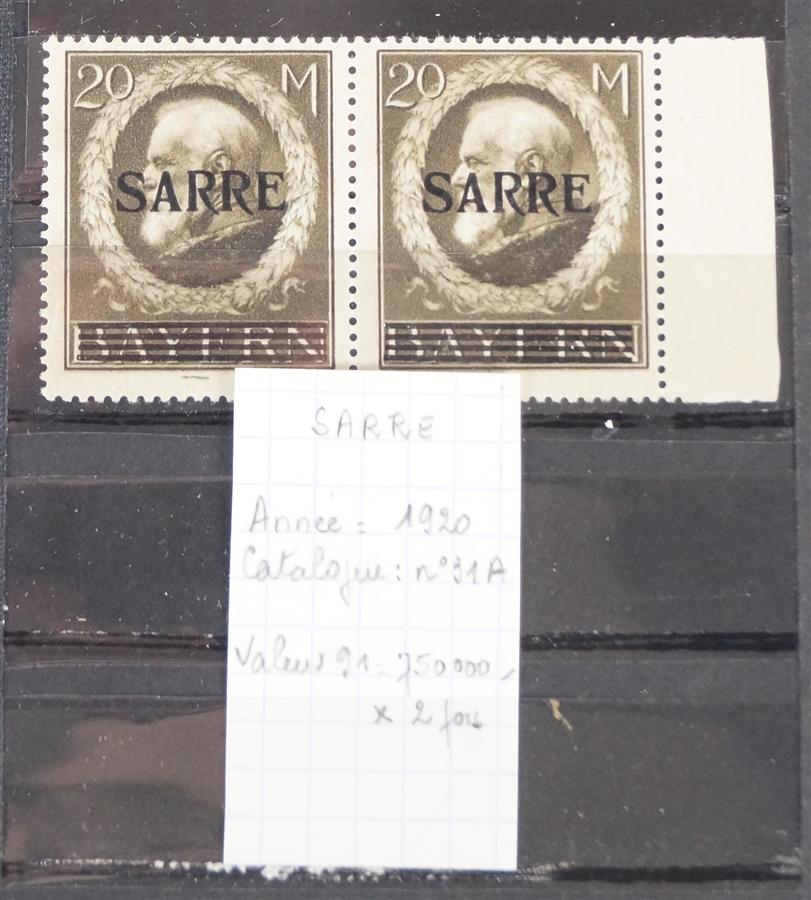 20 M 20 M
SARRE SARRE
BAYERN BAYERN
SARRE
Année = 1920
Catalogue : n°31A
Valeur 91 = 750 000,
x 2 fois